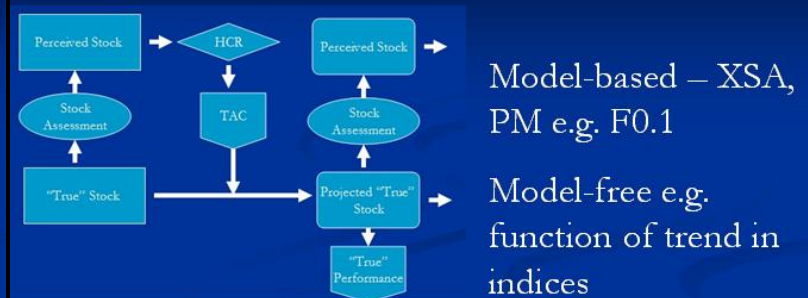 Perceived Stock
HCR
Perceived Stock
Stock
Assessment
TAC
Stock
Assessment
"True" Stock
Projected "True"
Stock
"True"
Performance
Model-based – XSA,
PM e.g. F0.1
Model-free e.g.
function of trend in
indices